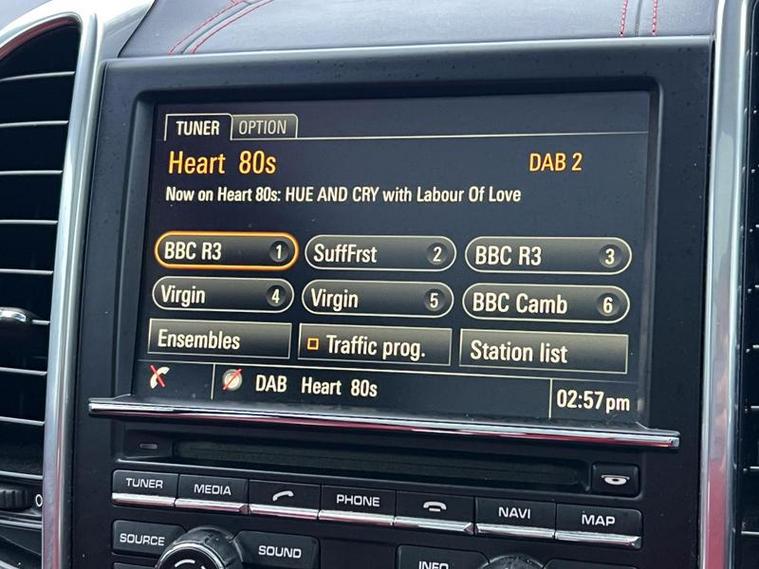 TUNER OPTION
Heart 80s DAB 2
Now on Heart 80s: HUE AND CRY with Labour Of Love
BBC R3 1 SuffFrst 2 BBC R3 3
Virgin 4 Virgin 5 BBC Camb 6
Ensembles Traffic prog. Station list
DAB Heart 80s 02:57pm
TUNER MEDIA PHONE NAVI MAP
SOURCE SOUND INFO